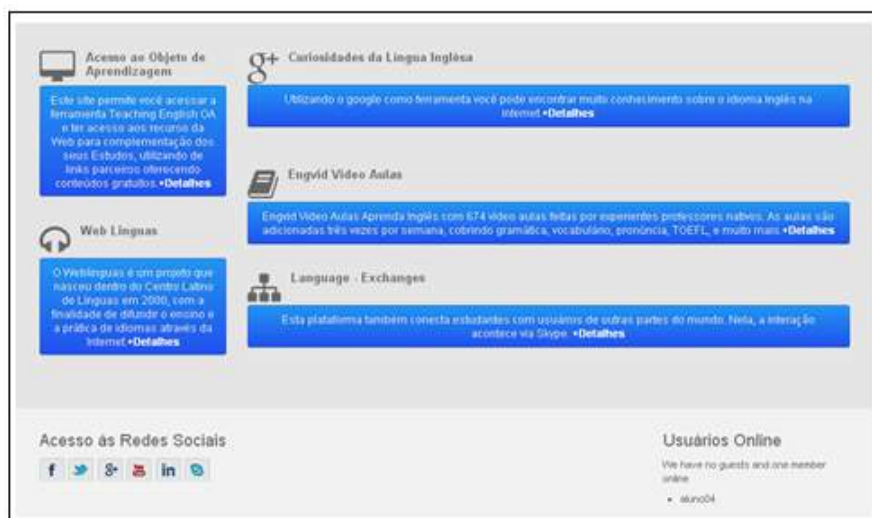 Acesso ao Objeto de
Aprendizagem
Este site permite você acessar a
ferramenta Teaching English OA
e ter acesso aos recurso da
Web para complementação dos
seus Estudos, utilizando de
links parceiros oferecendo
conteúdos gratuitos.+Detalhes
Web Linguas
O Weblinguas é um projeto que
nasceu dentro do Centro Latino
de Línguas em 2000, com a
finalidade de difundir o ensino e
a prática de idiomas através da
Internet.+Detalhes
g+ Curiosidades da Lingua Inglêsa
Utilizando o google como ferramenta você pode encontrar muito conhecimento sobre o idioma Inglês na
Internet.+Detalhes
Engvid Video Aulas
Engvid Video Aulas Aprenda Inglês com 674 vídeo aulas feitas por experientes professores nativos. As aulas são
adicionadas três vezes por semana, cobrindo gramática, vocabulário, pronúncia, TOEFL, e muito mais.+Detalhes
Language - Exchanges
Esta plataforma também conecta estudantes com usuários de outras partes do mundo. Nela, a interação
acontece via Skype. +Detalhes
Acesso ás Redes Sociais
Usuários Online
We have no guests and one member
online
aluno04